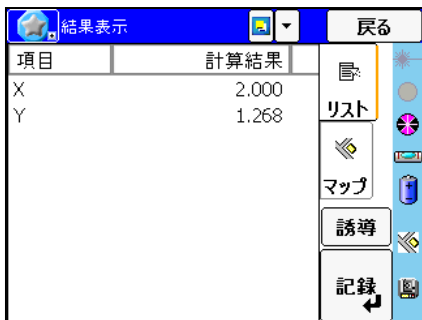 結果表示
戻る
項目 計算結果
X 2.000
Y 1.268
リスト
マップ
誘導
記録